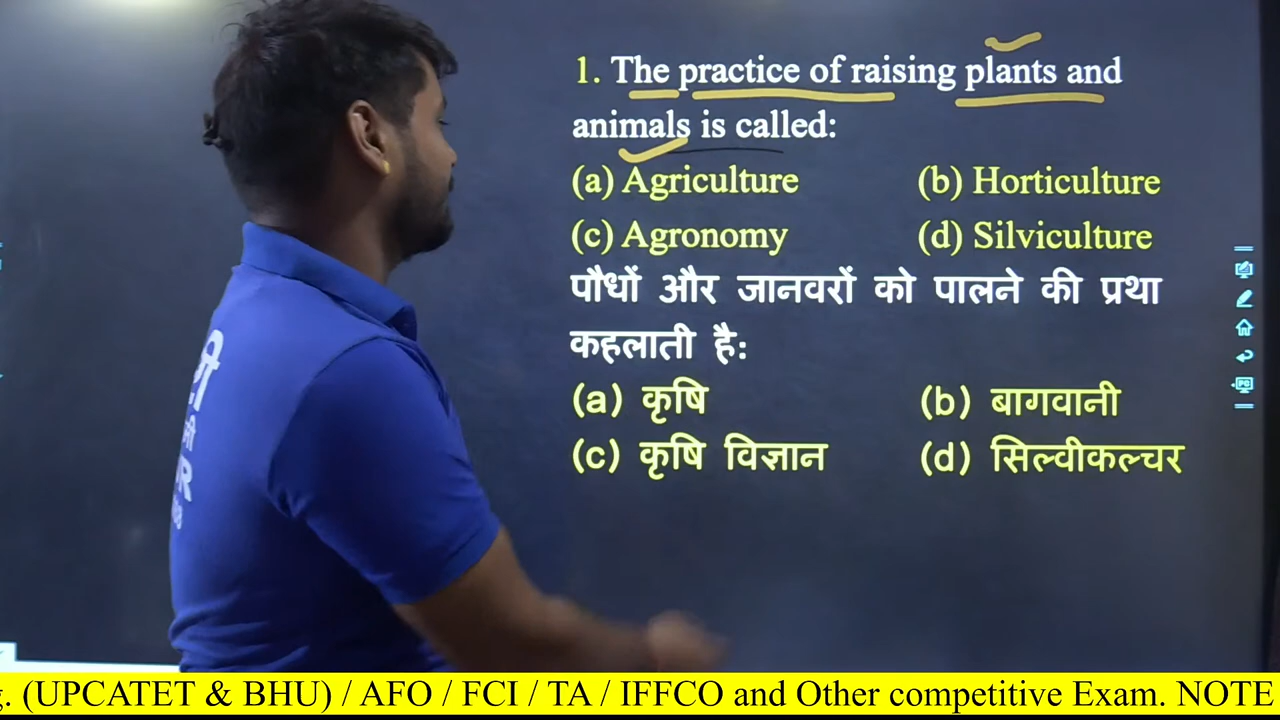 1. The practice of raising plants and
animals is called:
(a) Agriculture (b) Horticulture
(c) Agronomy (d) Silviculture
पौधों और जानवरों को पालने की प्रथा
कहलाती है:
(a) कृषि (b) बागवानी
(c) कृषि विज्ञान (d) सिल्वीकल्चर
(UPCATET & BHU) / AFO / FCI / TA / IFFCO and Other competitive Exam. NOTE